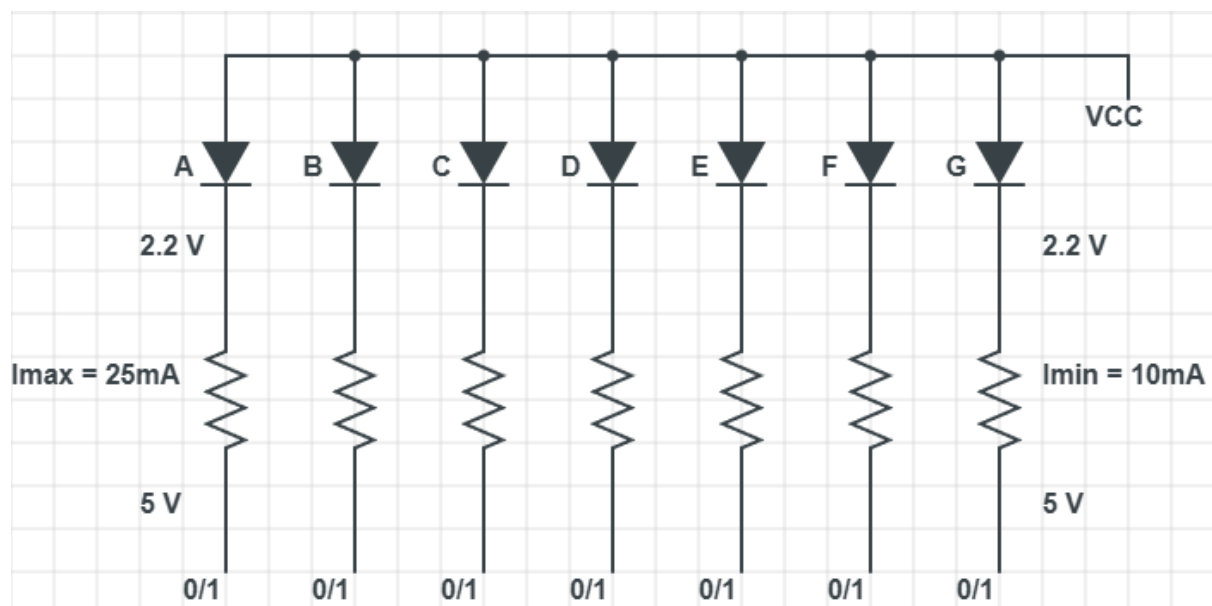 VCC
A
B
C
D
E
F
G
2.2 V
2.2 V
Imax = 25mA
Imin = 10mA
5 V
5 V
0/1
0/1
0/1
0/1
0/1
0/1
0/1